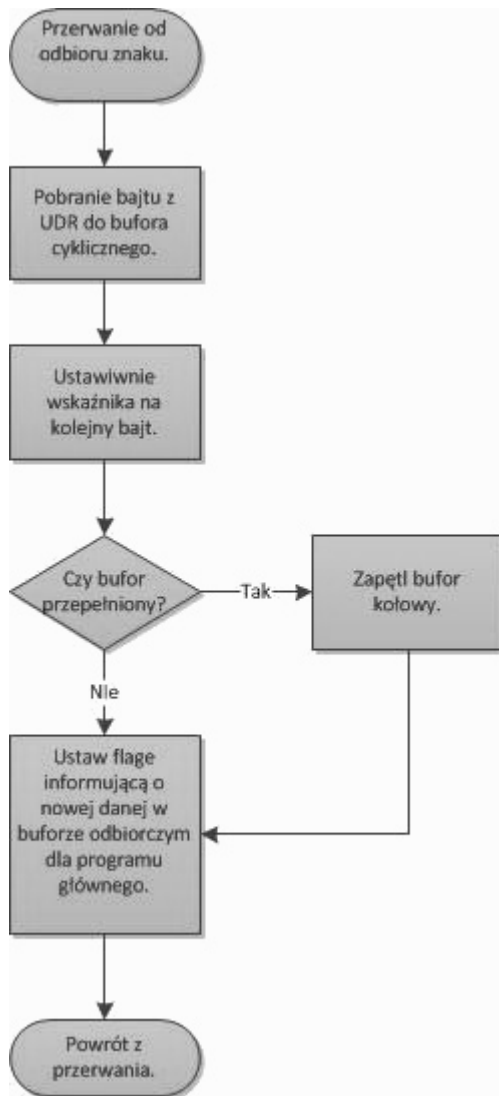 Przerwanie od
odbioru znaku.
Pobranie bajtu z
UDR do bufora
cyklicznego.
Ustawiwnie
wskaźnika na
kolejny bajt.
Czy bufor
przepełniony?
Tak
Zapętl bufor
kołowy.
NIe
Ustaw flage
informującą o
nowej danej w
buforze odbiorczym
dla programu
głównego.
Powrót z
przerwania.